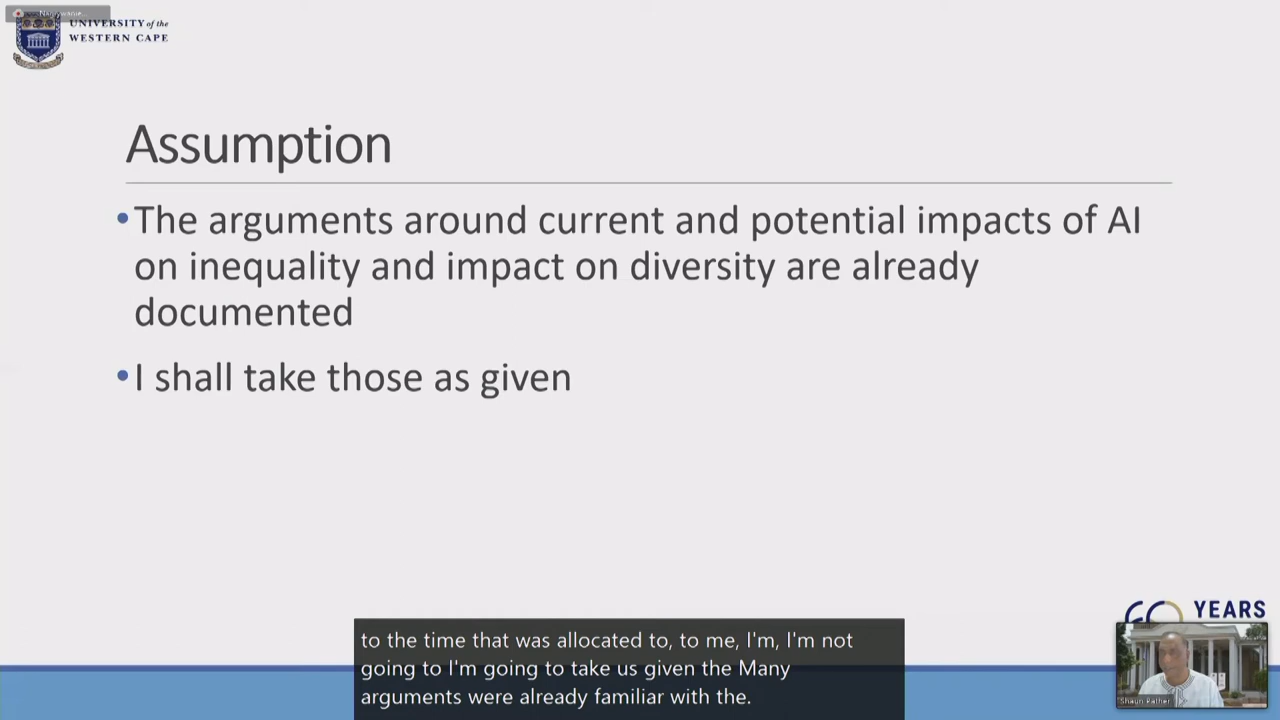 UNIVERSITY of the
WESTERN CAPE
Assumption
•The arguments around current and potential impacts of AI
on inequality and impact on diversity are already
documented
•I shall take those as given
60 YEARS
to the time that was allocated to, to me, I'm, I'm not
going to I'm going to take us given the Many
arguments were already familiar with the.
Shaun Pather